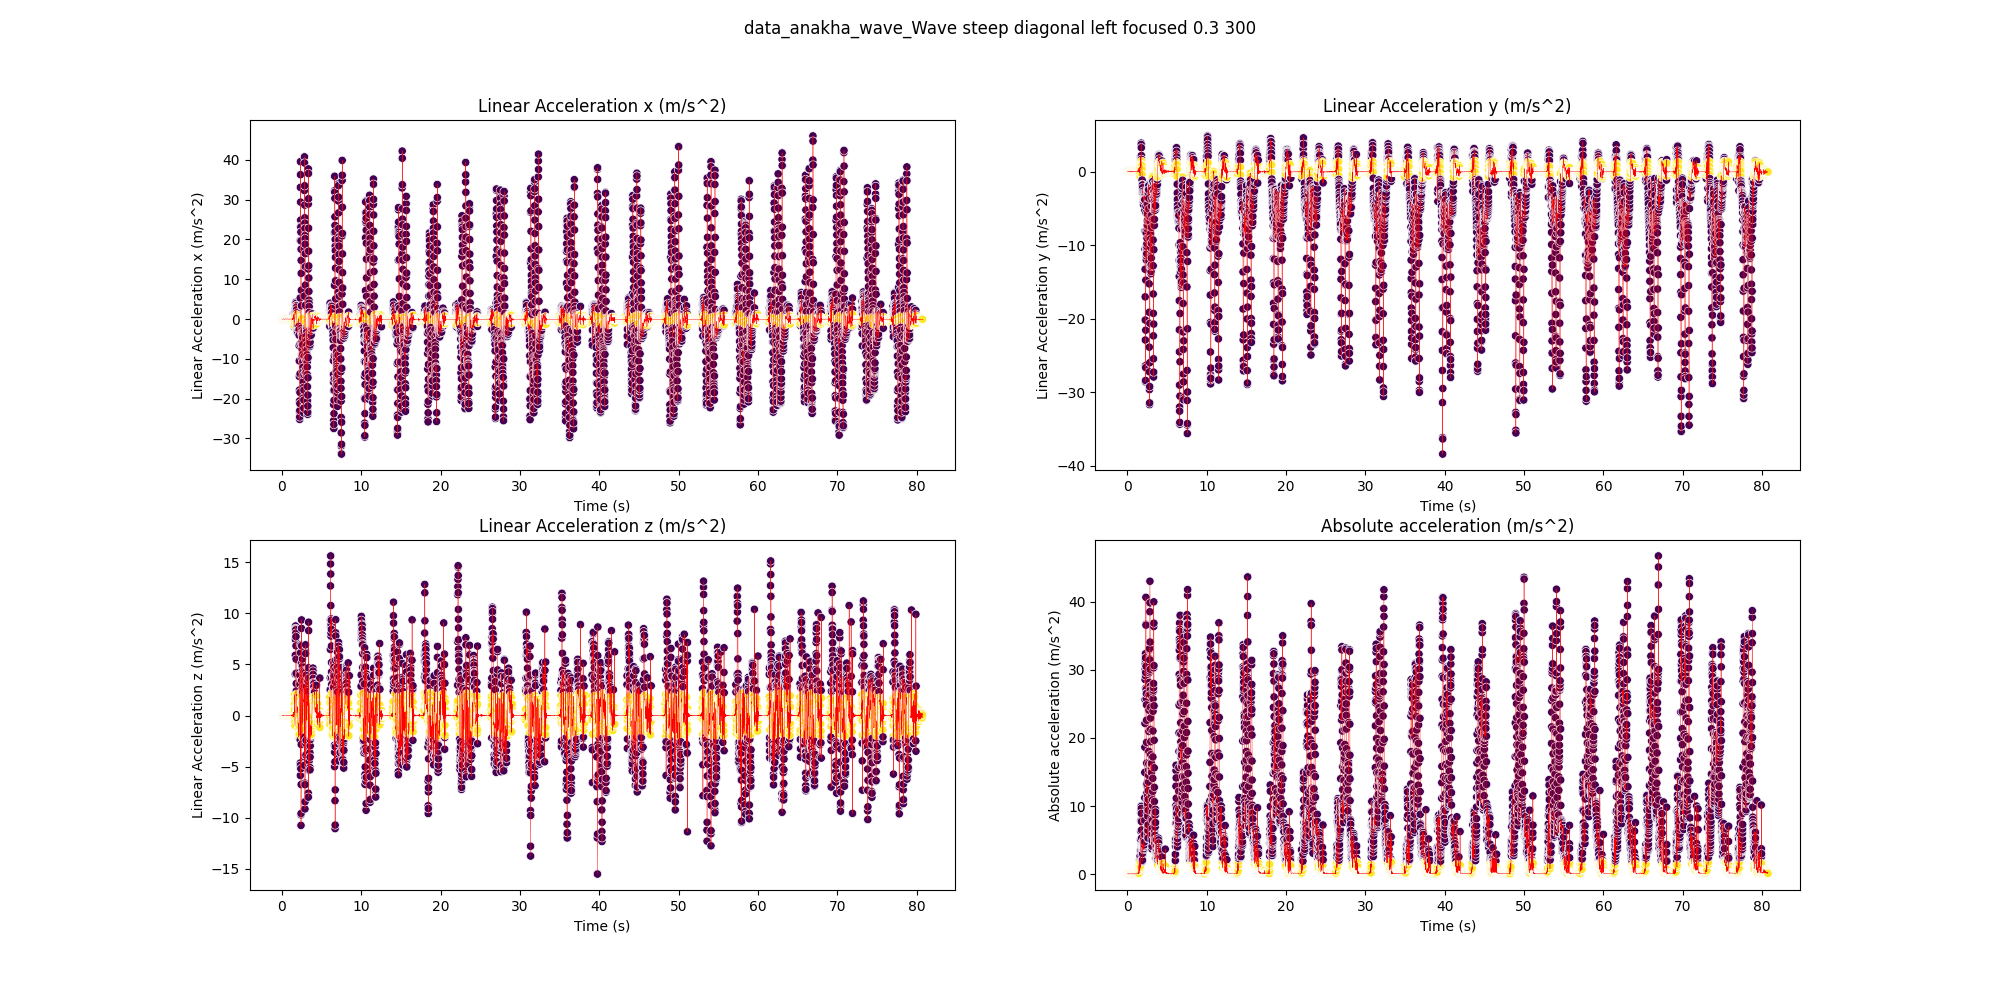 data_anakha_wave_Wave steep diagonal left focused 0.3 300
Linear Acceleration x (m/s^2)
Linear Acceleration x (m/s^2)
40
30
20
10
0
−10
−20
−30
0 10 20 30 40 50 60 70 80
Time (s)
Linear Acceleration y (m/s^2)
Linear Acceleration y (m/s^2)
0
−10
−20
−30
−40
0 10 20 30 40 50 60 70 80
Time (s)
Linear Acceleration z (m/s^2)
Linear Acceleration z (m/s^2)
15
10
5
0
−5
−10
−15
0 10 20 30 40 50 60 70 80
Time (s)
Absolute acceleration (m/s^2)
Absolute acceleration (m/s^2)
40
30
20
10
0
0 10 20 30 40 50 60 70 80
Time (s)